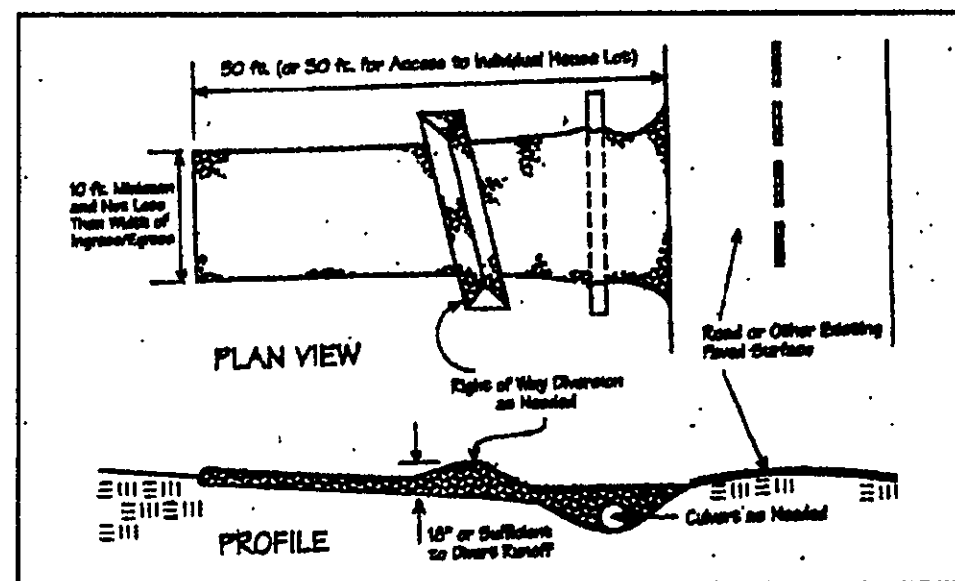 50 ft. (or 30 ft. for Access to Individual House Lot)
10 ft. Minimum
and Not Less
Than Width of
Ingress/Egress
PLAN VIEW
Road or Other Existing
Paved Surface
Right of Way Diversion
as Needed
18" or Sufficient
to Divert Runoff
Culvert as Needed
PROFILE